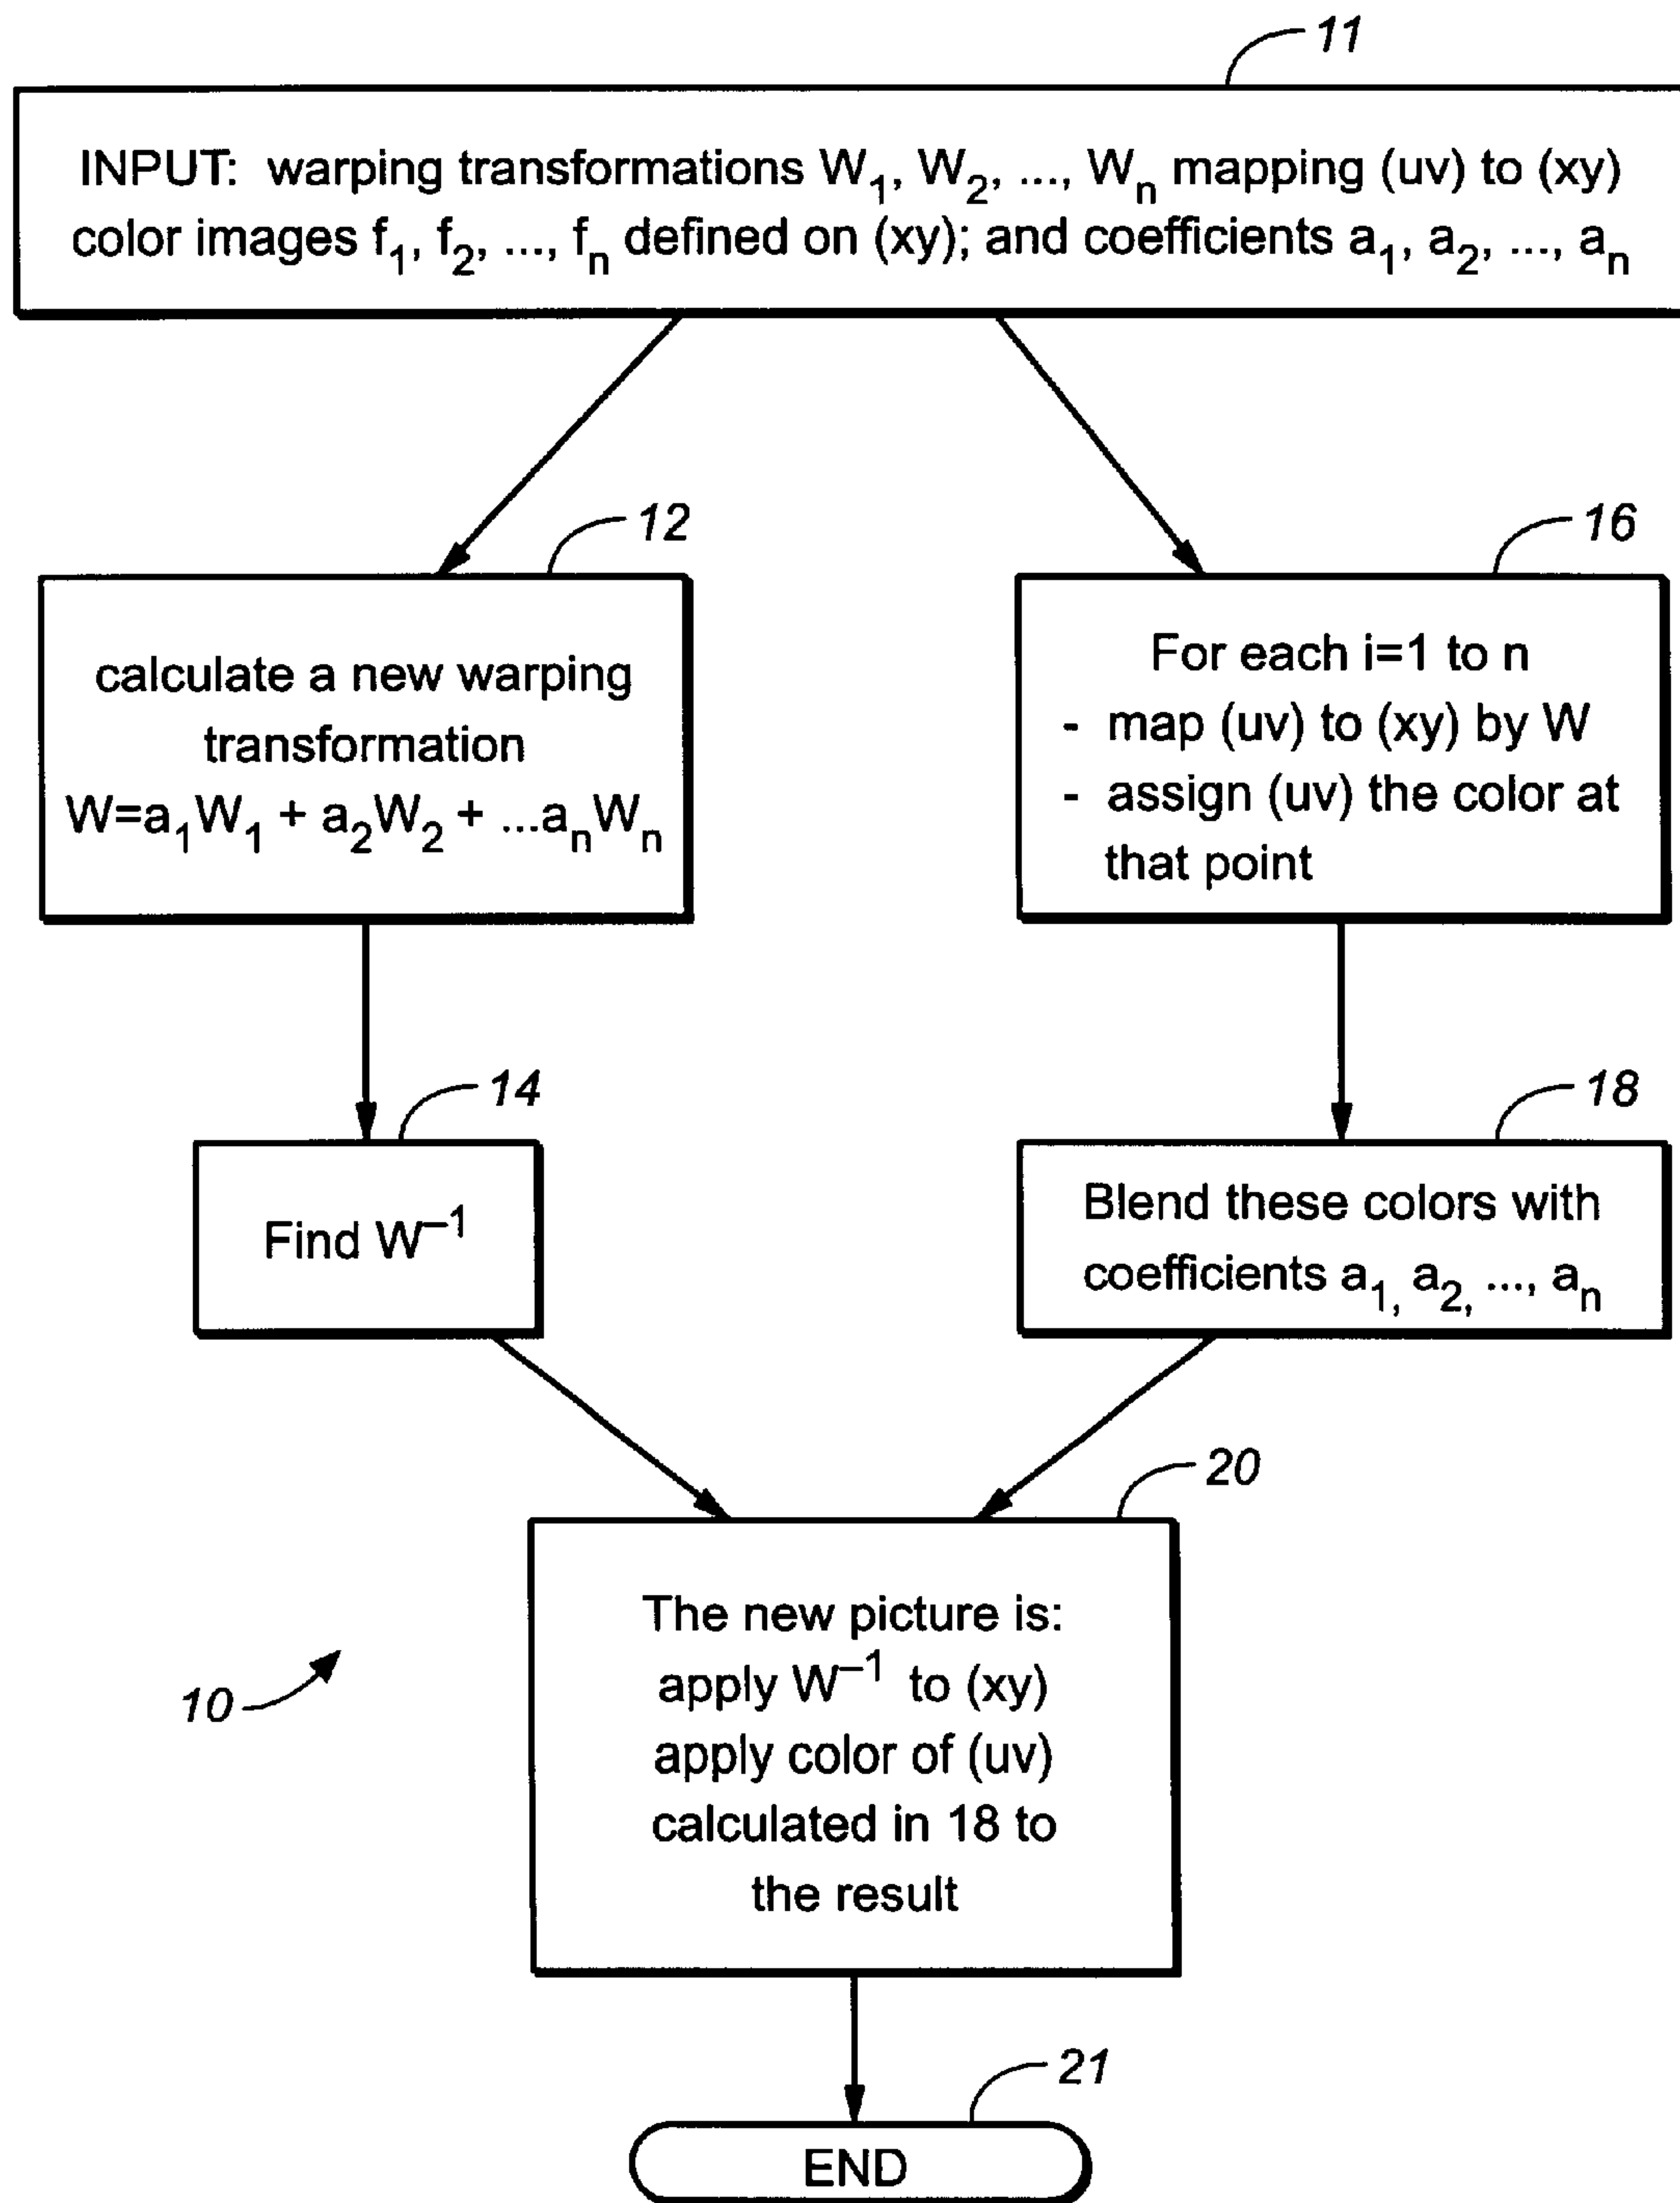 11
INPUT: warping transformations W₁, W₂, ..., Wₙ mapping (uv) to (xy)
color images f₁, f₂, ..., fₙ defined on (xy); and coefficients a₁, a₂, ..., aₙ
12
calculate a new warping
transformation
W=a₁W₁ + a₂W₂ + ...aₙWₙ
16
For each i=1 to n
- map (uv) to (xy) by W
- assign (uv) the color at
that point
14
Find W⁻¹
18
Blend these colors with
coefficients a₁, a₂, ..., aₙ
20
The new picture is:
apply W⁻¹ to (xy)
apply color of (uv)
calculated in 18 to
the result
10
21
END